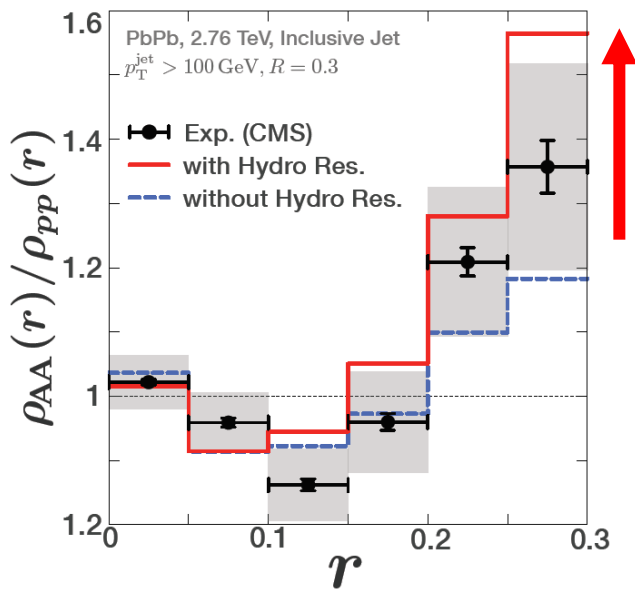 1.6
PbPb, 2.76 TeV, Inclusive Jet
p_T^jet > 100 GeV, R = 0.3
1.4
Exp. (CMS)
with Hydro Res.
without Hydro Res.
ρ_AA(r)/ρ_pp(r)
1.2
1
1.2
0
0.1
0.2
0.3
r